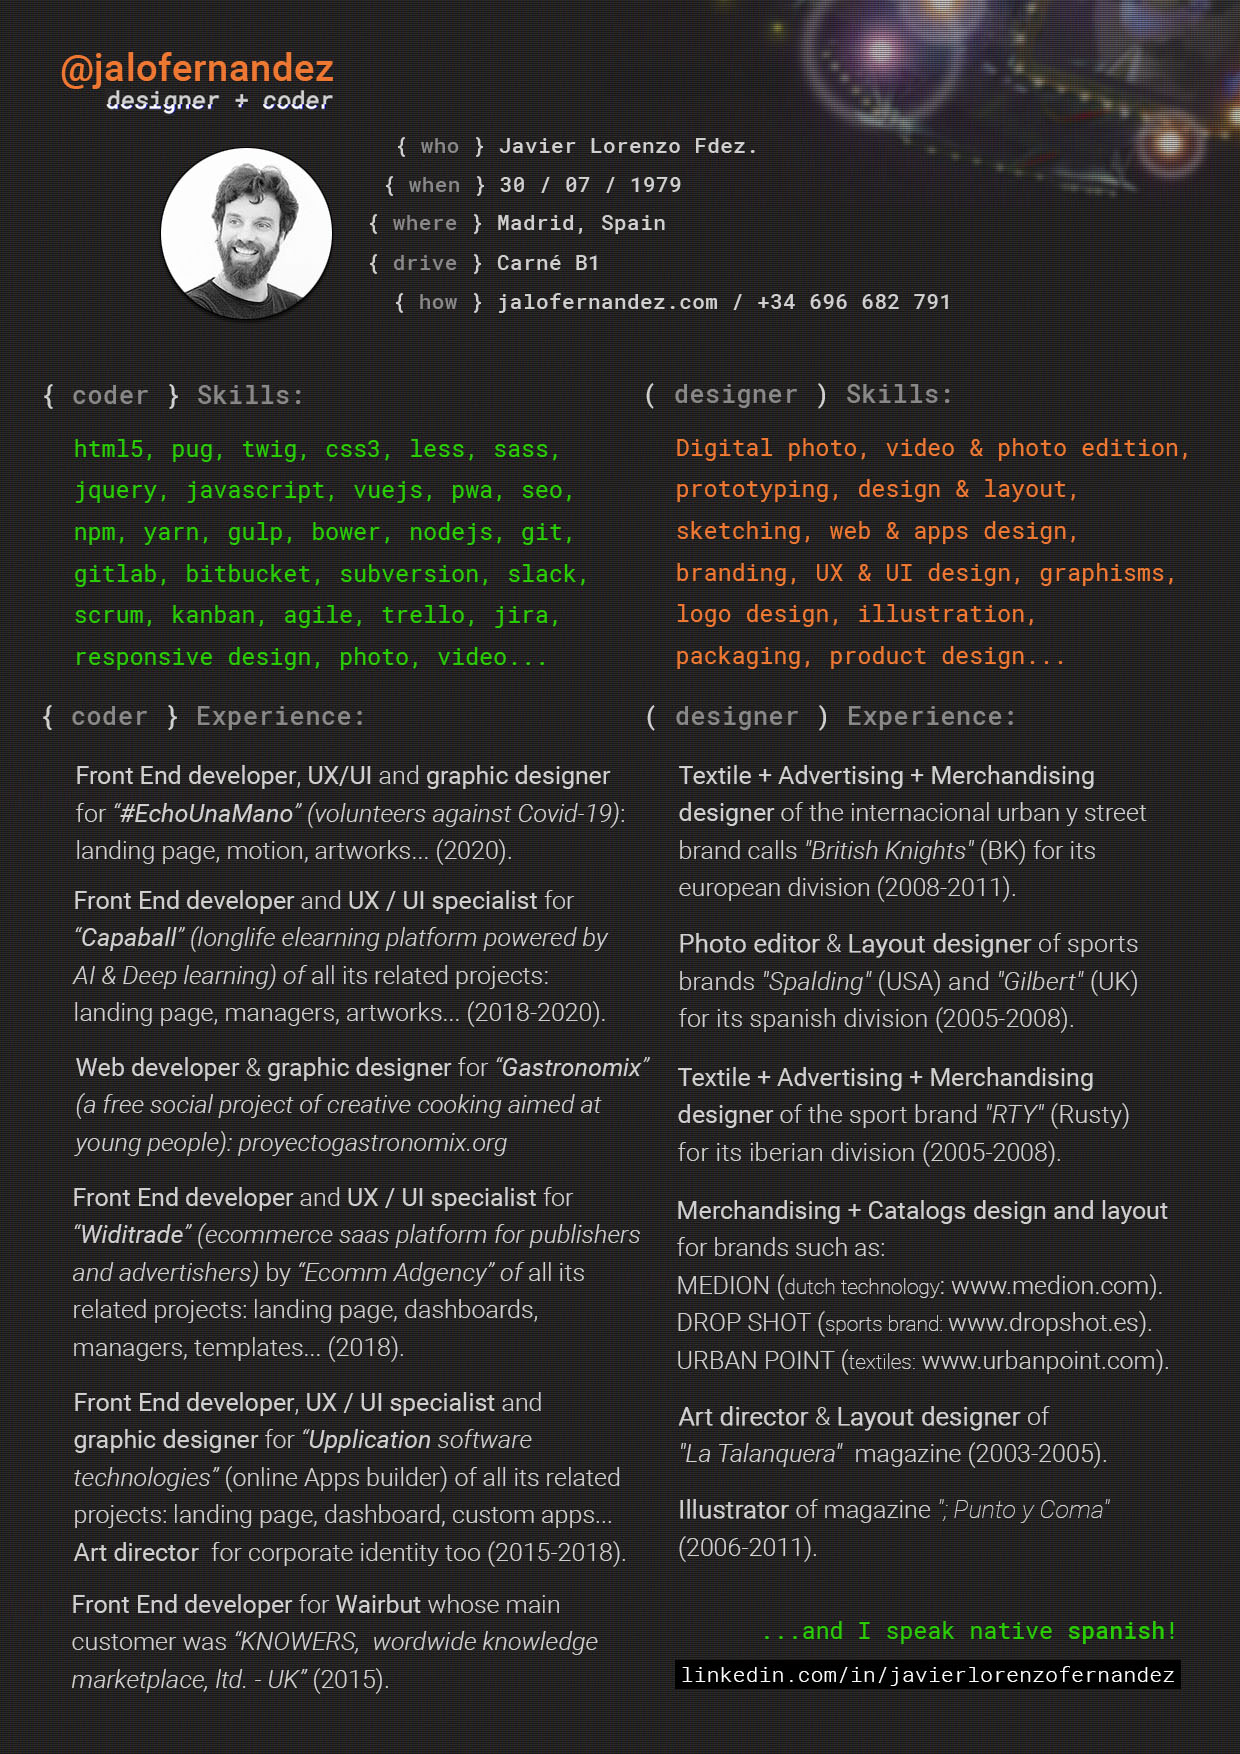 @jalofernandez
designer + coder
{ who } Javier Lorenzo Fdez.
{ when } 30 / 07 / 1979
{ where } Madrid, Spain
{ drive } Carné B1
{ how } jalofernandez.com / +34 696 682 791
{ coder } Skills:
html5, pug, twig, css3, less, sass,
jquery, javascript, vuejs, pwa, seo,
npm, yarn, gulp, bower, nodejs, git,
gitlab, bitbucket, subversion, slack,
scrum, kanban, agile, trello, jira,
responsive design, photo, video...
( designer ) Skills:
Digital photo, video & photo edition,
prototyping, design & layout,
sketching, web & apps design,
branding, UX & UI design, graphisms,
logo design, illustration,
packaging, product design...
{ coder } Experience:
Front End developer, UX/UI and graphic designer
for “#EchoUnaMano” (volunteers against Covid-19):
landing page, motion, artworks... (2020).
Front End developer and UX / UI specialist for
“Capaball” (longlife elearning platform powered by
AI & Deep learning) of all its related projects:
landing page, managers, artworks... (2018-2020).
Web developer & graphic designer for “Gastronomix”
(a free social project of creative cooking aimed at
young people): proyectogastronomix.org
Front End developer and UX / UI specialist for
“Widitrade” (ecommerce saas platform for publishers
and advertishers) by “Ecomm Adgency” of all its
related projects: landing page, dashboards,
managers, templates... (2018).
Front End developer, UX / UI specialist and
graphic designer for “Upplication software
technologies” (online Apps builder) of all its related
projects: landing page, dashboard, custom apps...
Art director for corporate identity too (2015-2018).
Front End developer for Wairbut whose main
customer was “KNOWERS, wordwide knowledge
marketplace, ltd. - UK” (2015).
( designer ) Experience:
Textile + Advertising + Merchandising
designer of the internacional urban y street
brand calls "British Knights" (BK) for its
european division (2008-2011).
Photo editor & Layout designer of sports
brands "Spalding" (USA) and "Gilbert" (UK)
for its spanish division (2005-2008).
Textile + Advertising + Merchandising
designer of the sport brand "RTY" (Rusty)
for its iberian division (2005-2008).
Merchandising + Catalogs design and layout
for brands such as:
MEDION (dutch technology: www.medion.com).
DROP SHOT (sports brand: www.dropshot.es).
URBAN POINT (textiles: www.urbanpoint.com).
Art director & Layout designer of
"La Talanquera" magazine (2003-2005).
Illustrator of magazine "; Punto y Coma"
(2006-2011).
...and I speak native spanish!
linkedin.com/in/javierlorenzofernandez